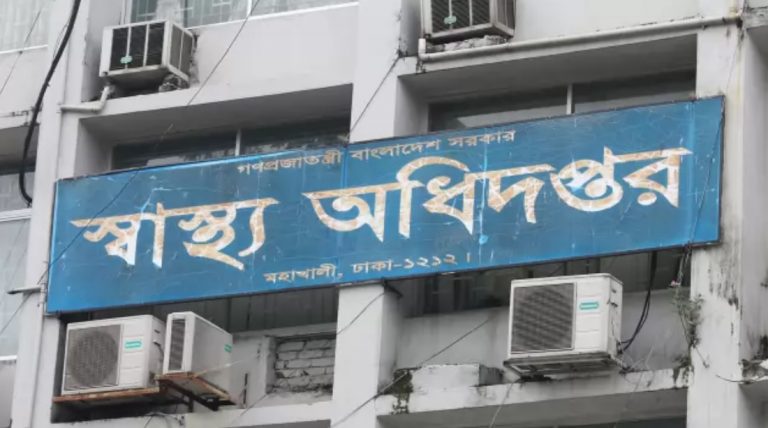 গণপ্রজাতন্ত্রী বাংলাদেশ সরকার
স্বাস্থ্য অধিদপ্তর
মহাখালী, ঢাকা-১২১২।